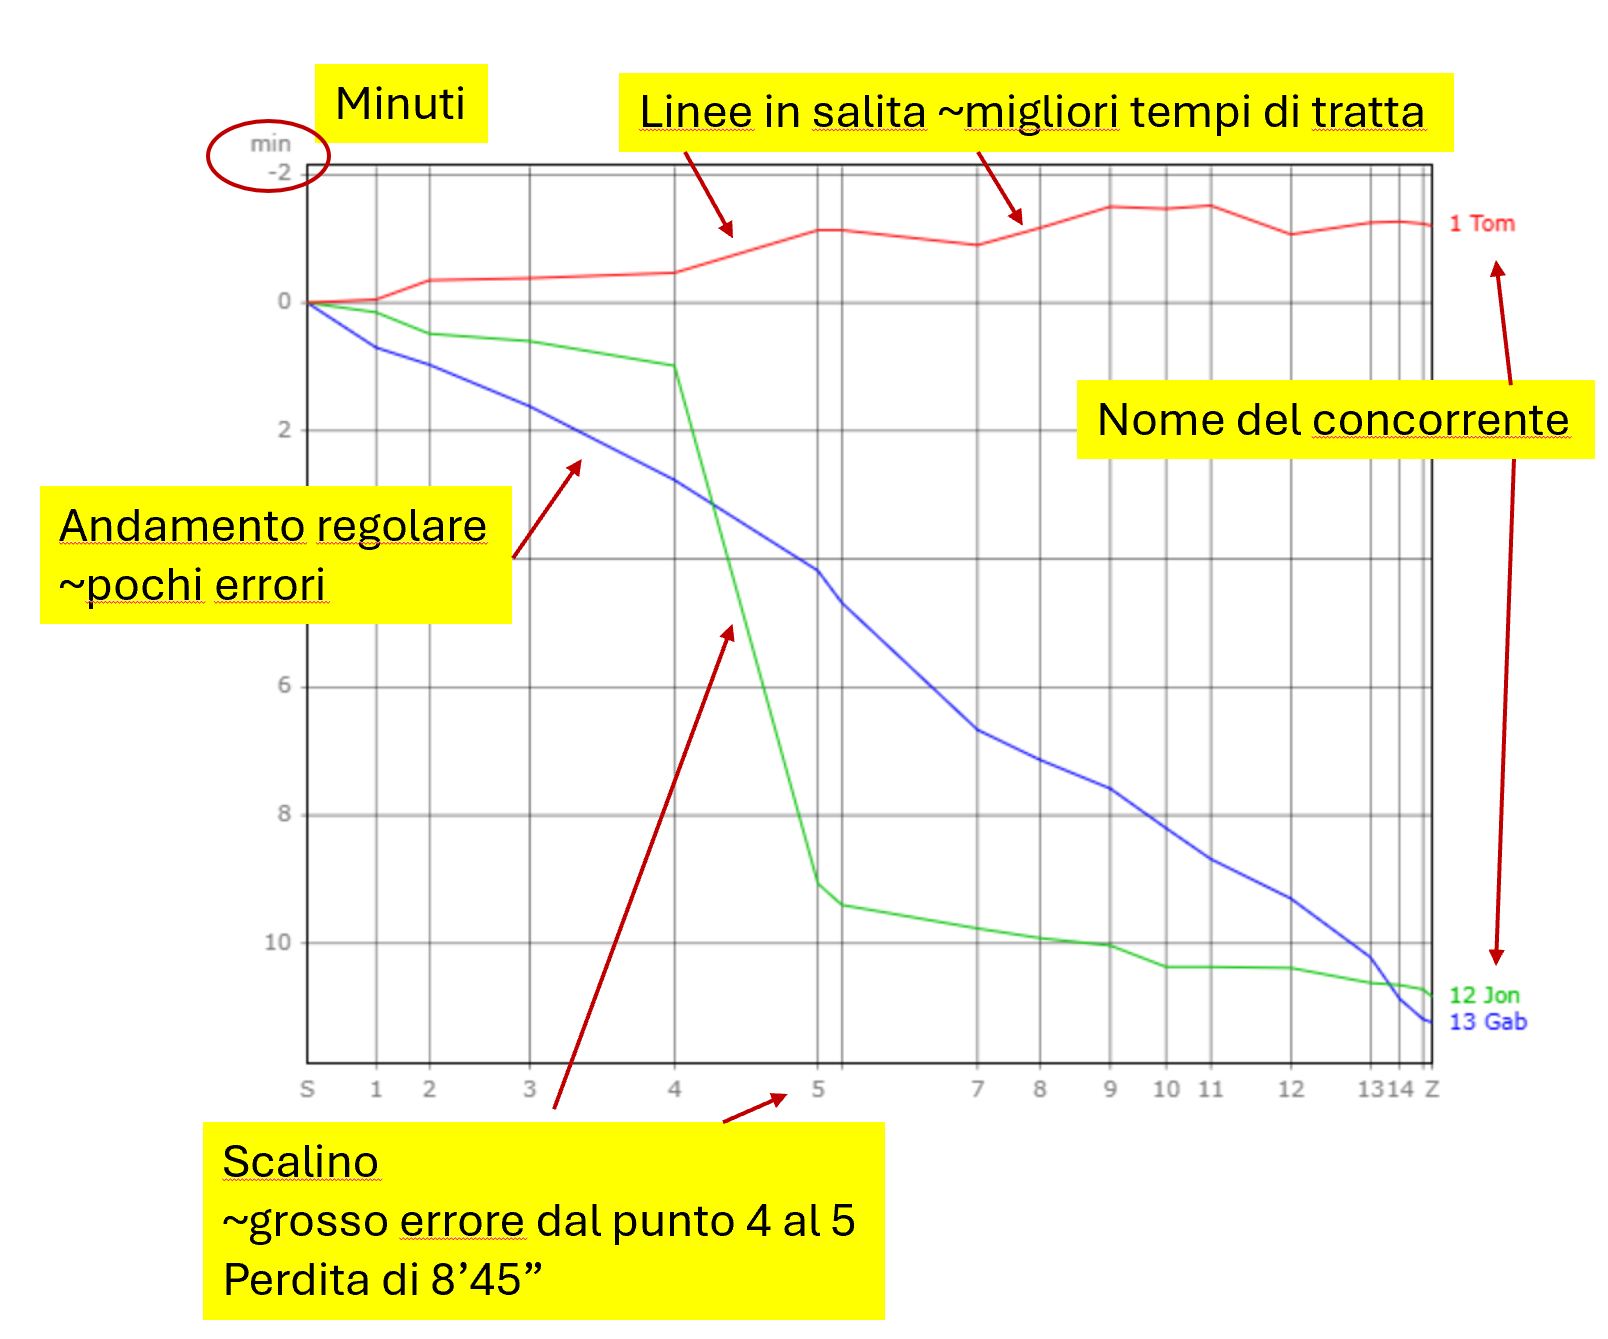 Minuti
Linee in salita ~migliori tempi di tratta
min
-2
1 Tom
0
Nome del concorrente
2
Andamento regolare
~pochi errori
6
8
10
12 Jon
13 Gab
S 1 2 3 4 5 7 8 9 10 11 12 13 14 Z
Scalino
~grosso errore dal punto 4 al 5
Perdita di 8’45”